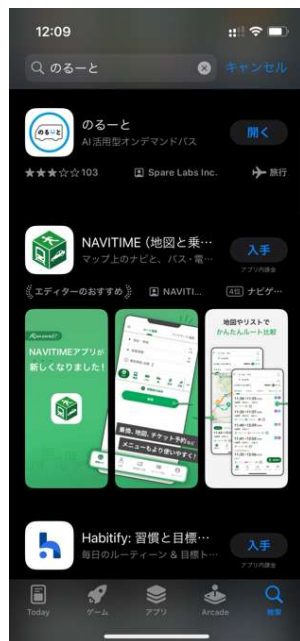 12:09
のるーと
キャンセル
のるーと
AI活用型オンデマンドバス
開く
★★★☆☆103
Spare Labs Inc.
旅行
NAVITIME（地図と乗…
マップ上のナビと、バス・電…
入手
アプリ内課金
エディターのおすすめ
NAVITI…
4位 ナビゲ…
NAVITIMEアプリが
新しくなりました！
乗換、地図、チケット予約など
メニューもより使いやすく！
地図やリストで
かんたんルート比較
Habitify: 習慣と目標…
毎日のルーティーン & 目標ト…
入手
アプリ内課金
Today
ゲーム
アプリ
Arcade
検索